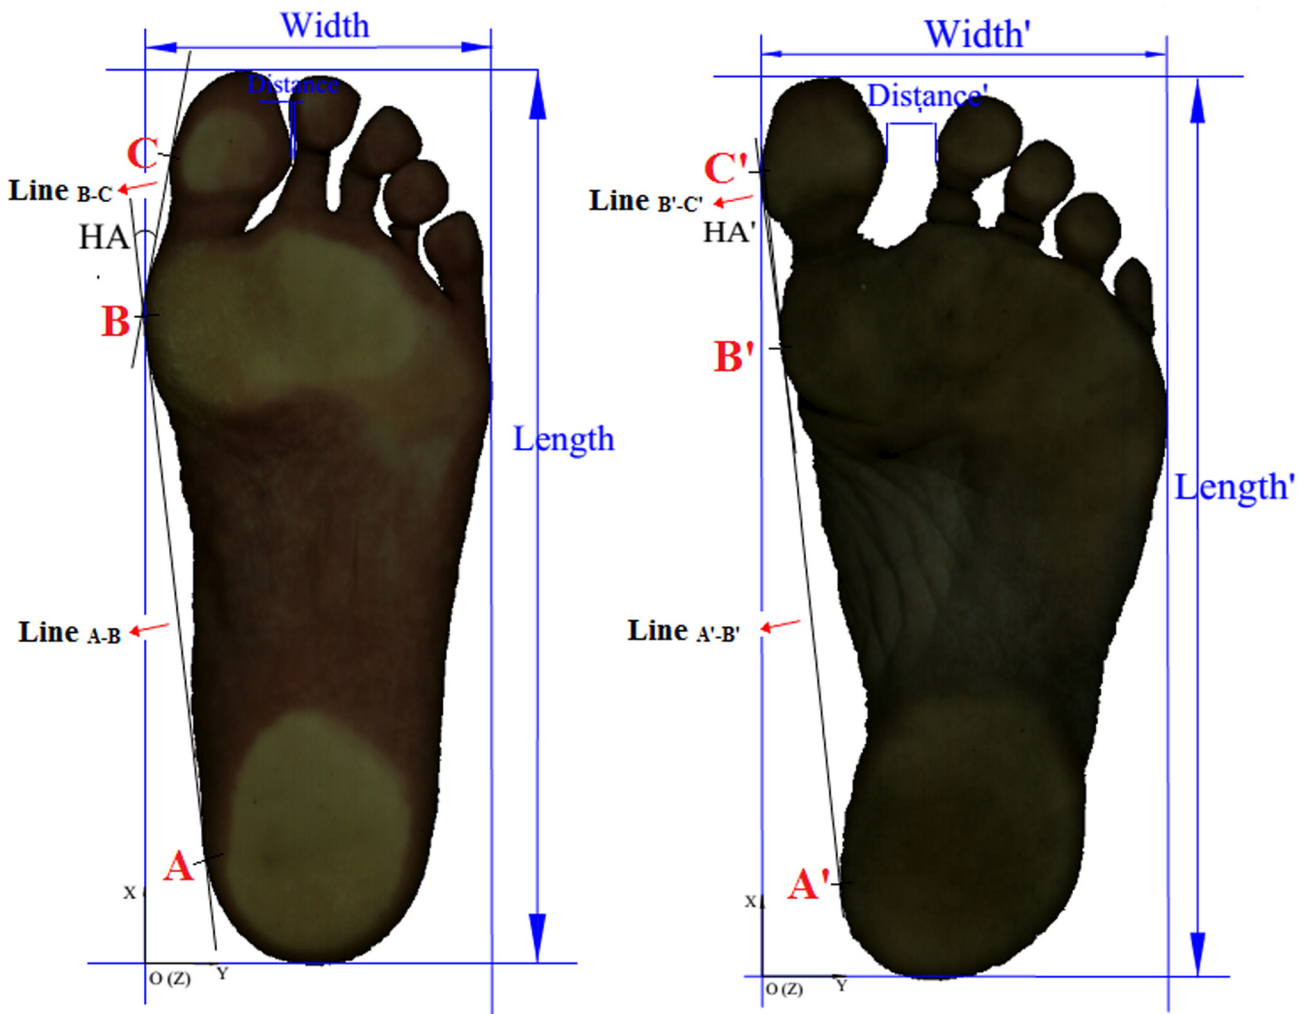 Width
Distance
C
Line B-C
HA
B
Length
Line A-B
A
X
O (Z)
Y
Width'
Distance'
C'
Line B'-C'
HA'
B'
Length'
Line A'-B'
A'
X
O (Z)
Y